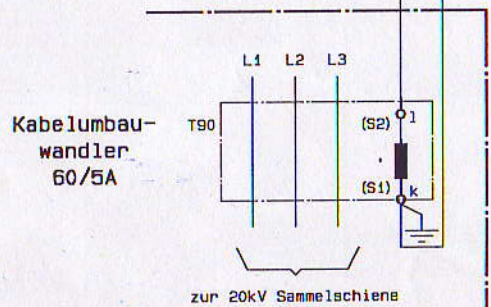 L1 L2 L3
Kabelumbau-
wandler
60/5A
T90
(S2) l
(S1) k
zur 20kV Sammelschiene